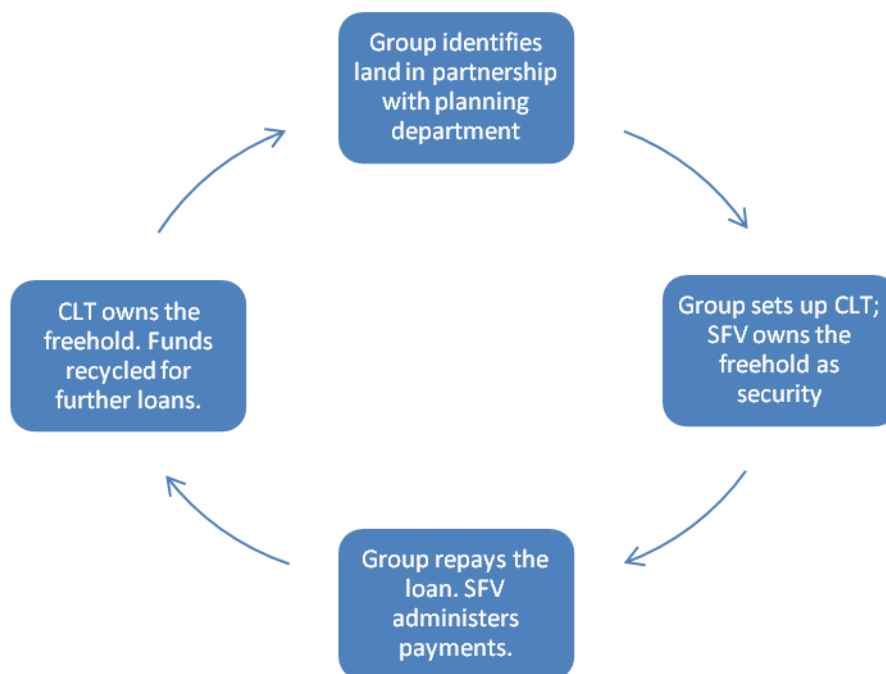 Group identifies
land in partnership
with planning
department
Group sets up CLT;
SFV owns the
freehold as
security
Group repays the
loan. SFV
administers
payments.
CLT owns the
freehold. Funds
recycled for
further loans.